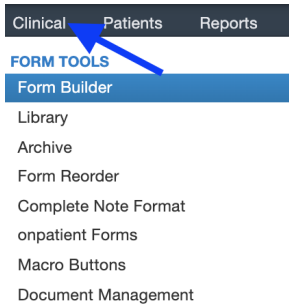 Clinical Patients Reports
FORM TOOLS
Form Builder
Library
Archive
Form Reorder
Complete Note Format
onpatient Forms
Macro Buttons
Document Management